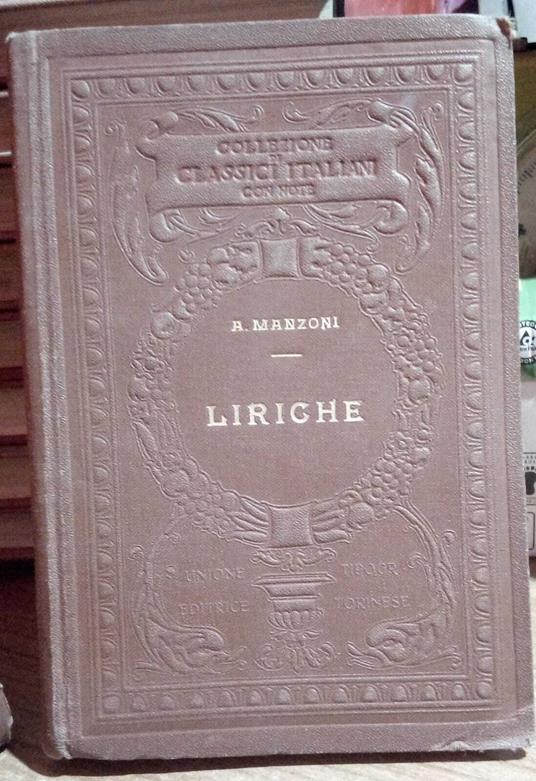 COLLEZIONE
DI
CLASSICI ITALIANI
CON NOTE
A. MANZONI
LIRICHE
UNIONE TIPOGR.
EDITRICE TORINESE